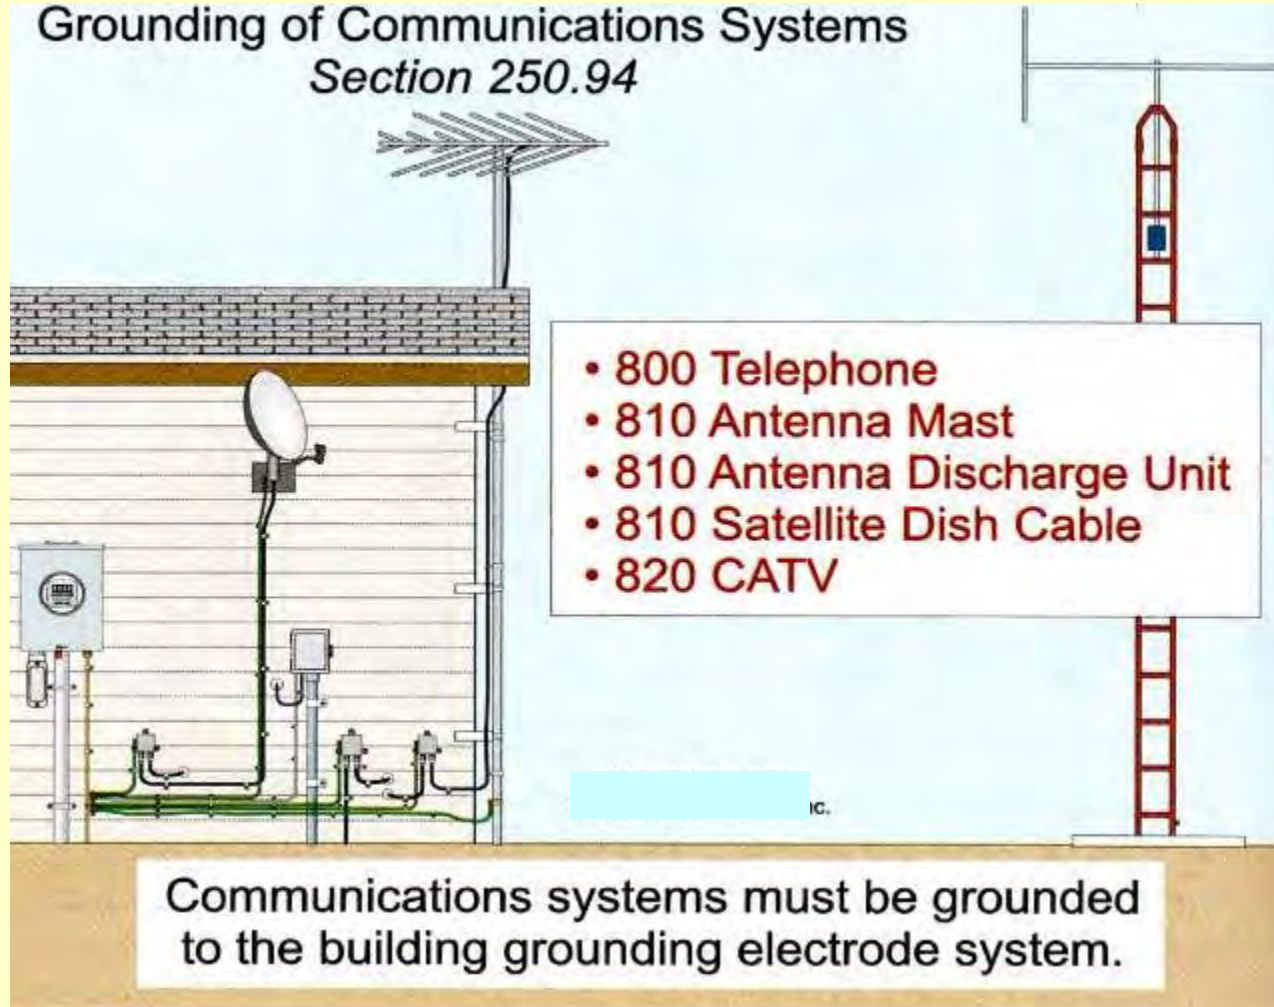 Grounding of Communications Systems
Section 250.94
• 800 Telephone
• 810 Antenna Mast
• 810 Antenna Discharge Unit
• 810 Satellite Dish Cable
• 820 CATV
Communications systems must be grounded
to the building grounding electrode system.